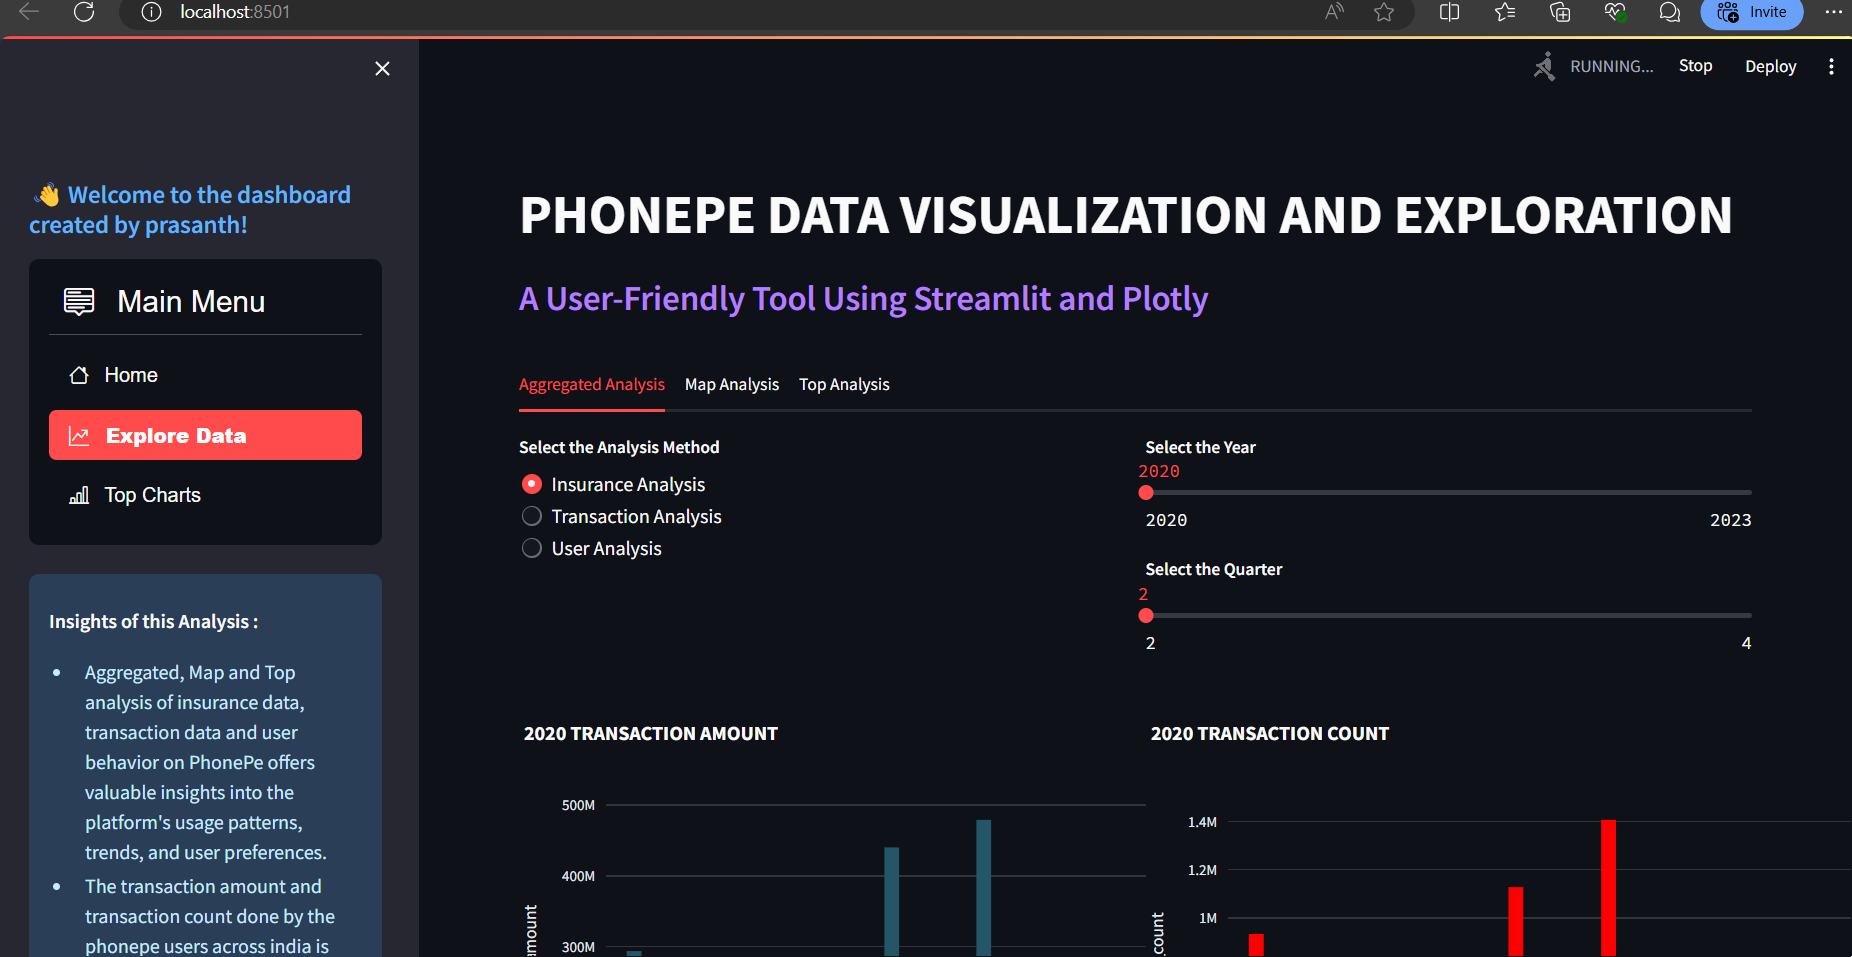 localhost:8501
Invite
RUNNING...
Stop
Deploy
👋 Welcome to the dashboard
created by prasanth!
Main Menu
Home
Explore Data
Top Charts
Insights of this Analysis :
• Aggregated, Map and Top
analysis of insurance data,
transaction data and user
behavior on PhonePe offers
valuable insights into the
platform's usage patterns,
trends, and user preferences.
• The transaction amount and
transaction count done by the
phonepe users across india is
PHONEPE DATA VISUALIZATION AND EXPLORATION
A User-Friendly Tool Using Streamlit and Plotly
Aggregated Analysis
Map Analysis
Top Analysis
Select the Analysis Method
Insurance Analysis
Transaction Analysis
User Analysis
Select the Year
2020
2020
2023
Select the Quarter
2
2
4
2020 TRANSACTION AMOUNT
500M
400M
300M
amount
2020 TRANSACTION COUNT
1.4M
1.2M
1M
_count